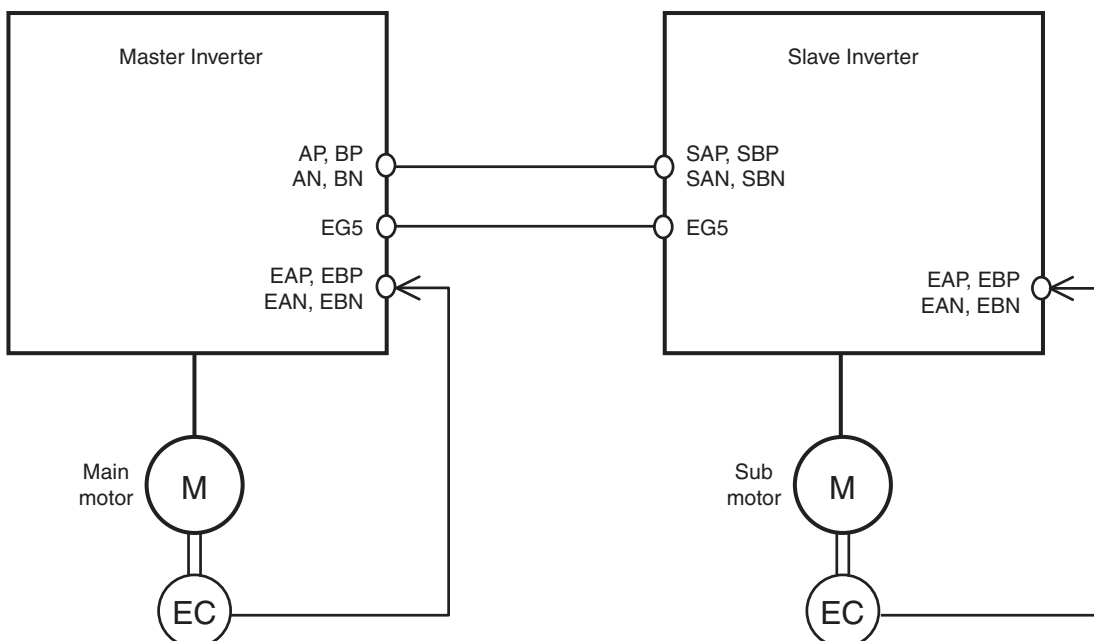 Master Inverter
AP, BP
AN, BN
EG5
EAP, EBP
EAN, EBN
Main
motor
M
EC
Slave Inverter
SAP, SBP
SAN, SBN
EG5
EAP, EBP
EAN, EBN
Sub
motor
M
EC